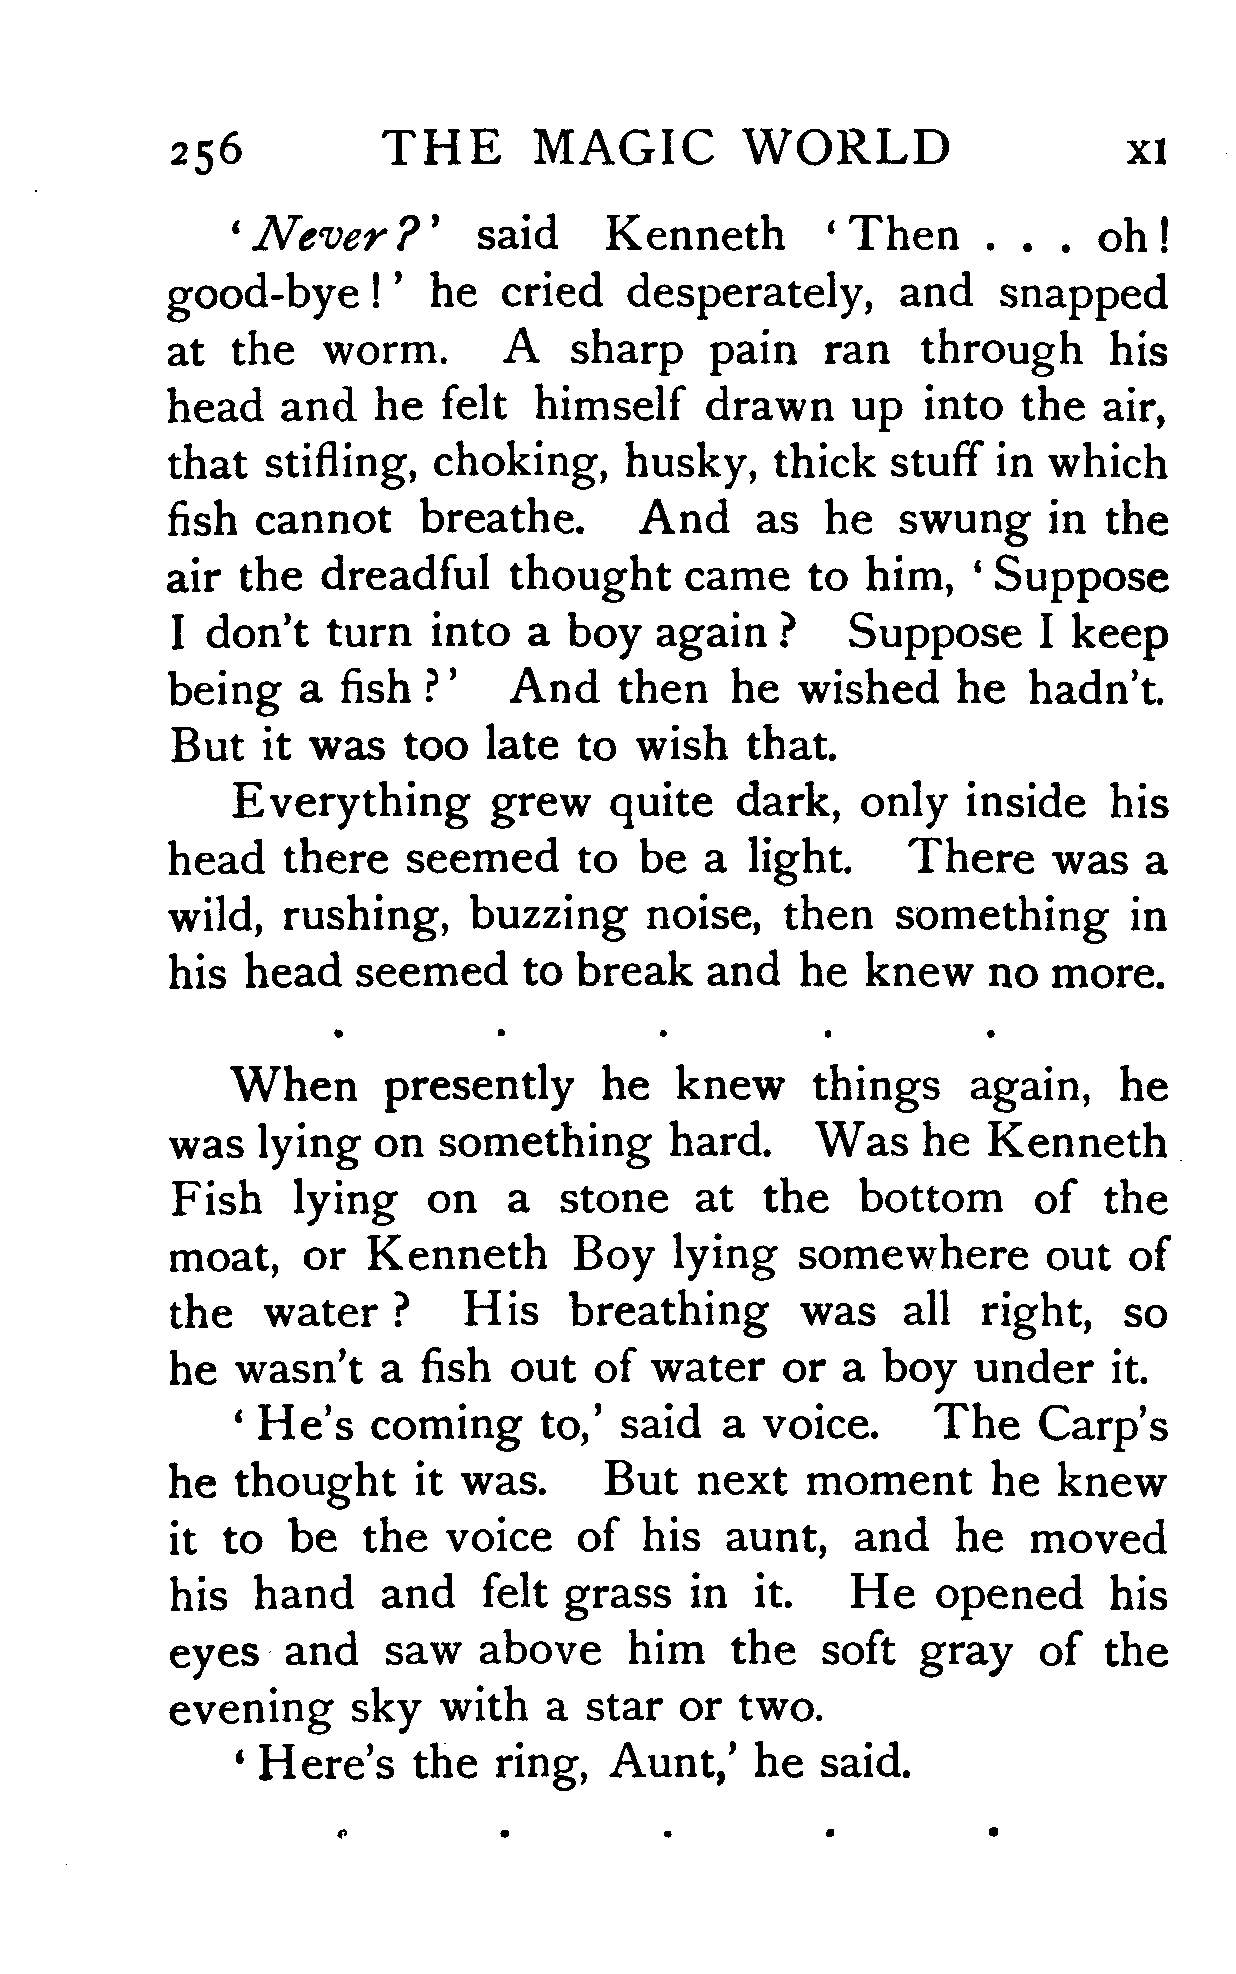 256 THE MAGIC WORLD XI
‘ Never ? ’ said Kenneth ‘ Then . . . oh !
good-bye ! ’ he cried desperately, and snapped
at the worm. A sharp pain ran through his
head and he felt himself drawn up into the air,
that stifling, choking, husky, thick stuff in which
fish cannot breathe. And as he swung in the
air the dreadful thought came to him, ‘ Suppose
I don't turn into a boy again ? Suppose I keep
being a fish ? ’ And then he wished he hadn't.
But it was too late to wish that.
Everything grew quite dark, only inside his
head there seemed to be a light. There was a
wild, rushing, buzzing noise, then something in
his head seemed to break and he knew no more.
. . . . .
When presently he knew things again, he
was lying on something hard. Was he Kenneth
Fish lying on a stone at the bottom of the
moat, or Kenneth Boy lying somewhere out of
the water ? His breathing was all right, so
he wasn't a fish out of water or a boy under it.
‘ He's coming to,’ said a voice. The Carp's
he thought it was. But next moment he knew
it to be the voice of his aunt, and he moved
his hand and felt grass in it. He opened his
eyes and saw above him the soft gray of the
evening sky with a star or two.
‘ Here's the ring, Aunt,’ he said.
. . . . .